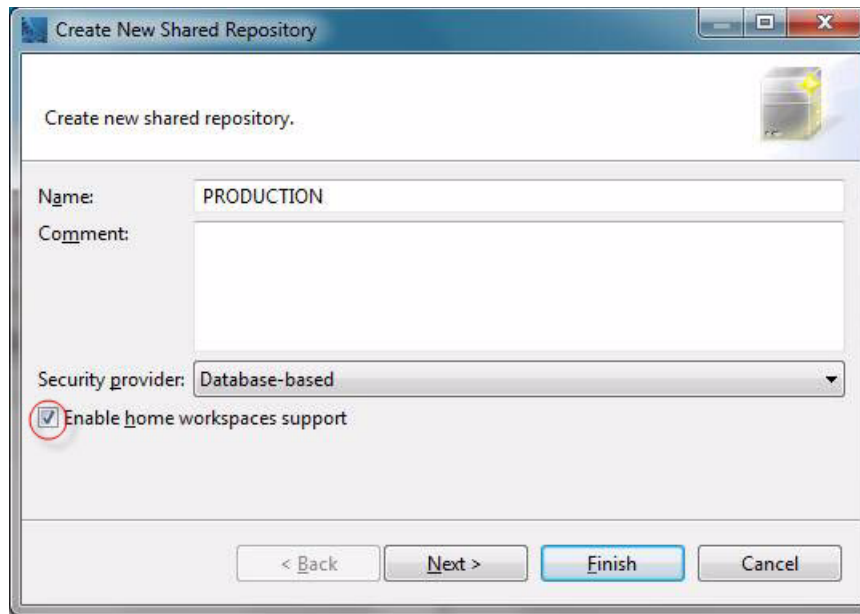 Create New Shared Repository
Create new shared repository.
Name: PRODUCTION
Comment:
Security provider: Database-based
Enable home workspaces support
< Back Next > Finish Cancel